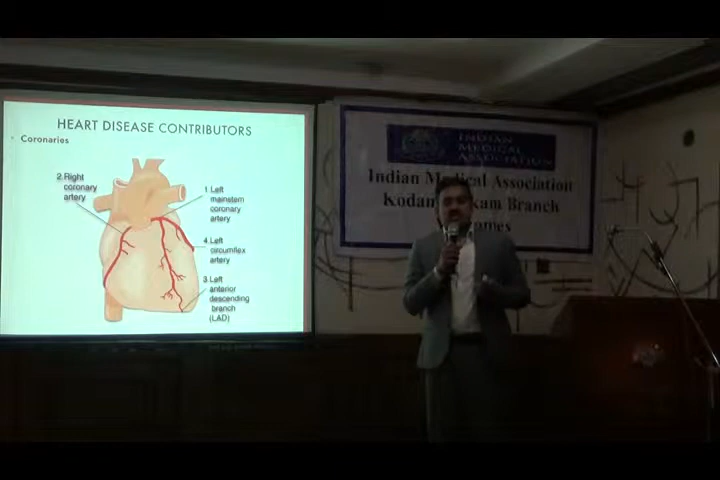 HEART DISEASE CONTRIBUTORS
• Coronaries
2.Right
coronary
artery
1 Left
mainstem
coronary
artery
4.Left
circumflex
artery
3.Left
anterior
descending
branch
(LAD)
INDIAN
MEDICAL
ASSOCIATION
Indian Medical Association
Branch